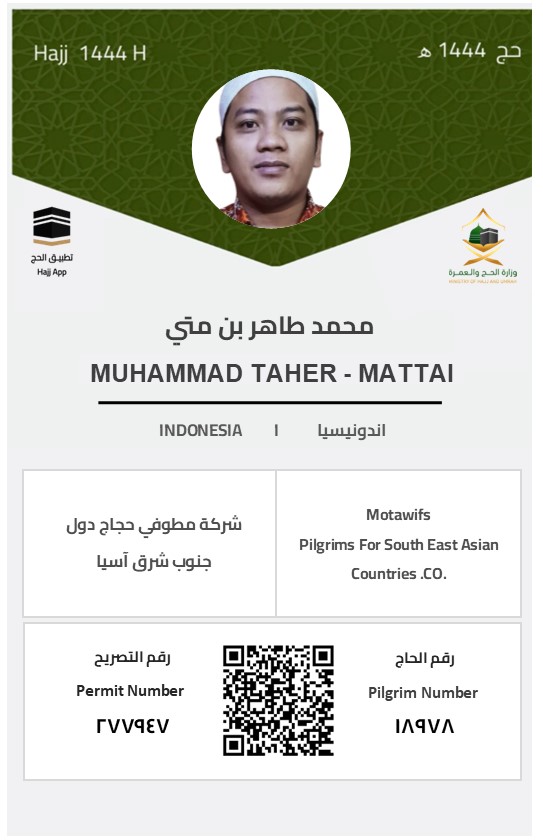 Hajj 1444 H
حج 1444 هـ
تطبيق الحج
Hajj App
وزارة الحج والعمرة
MINISTRY OF HAJJ AND UMRAH
محمد طاهر بن متي
MUHAMMAD TAHER - MATTAI
INDONESIA | اندونيسيا
شركة مطوفي حجاج دول
جنوب شرق آسيا
Motawifs
Pilgrims For South East Asian
Countries .CO.
رقم التصريح
Permit Number
٢٧٧٩٤٧
رقم الحاج
Pilgrim Number
١٨٩٧٨